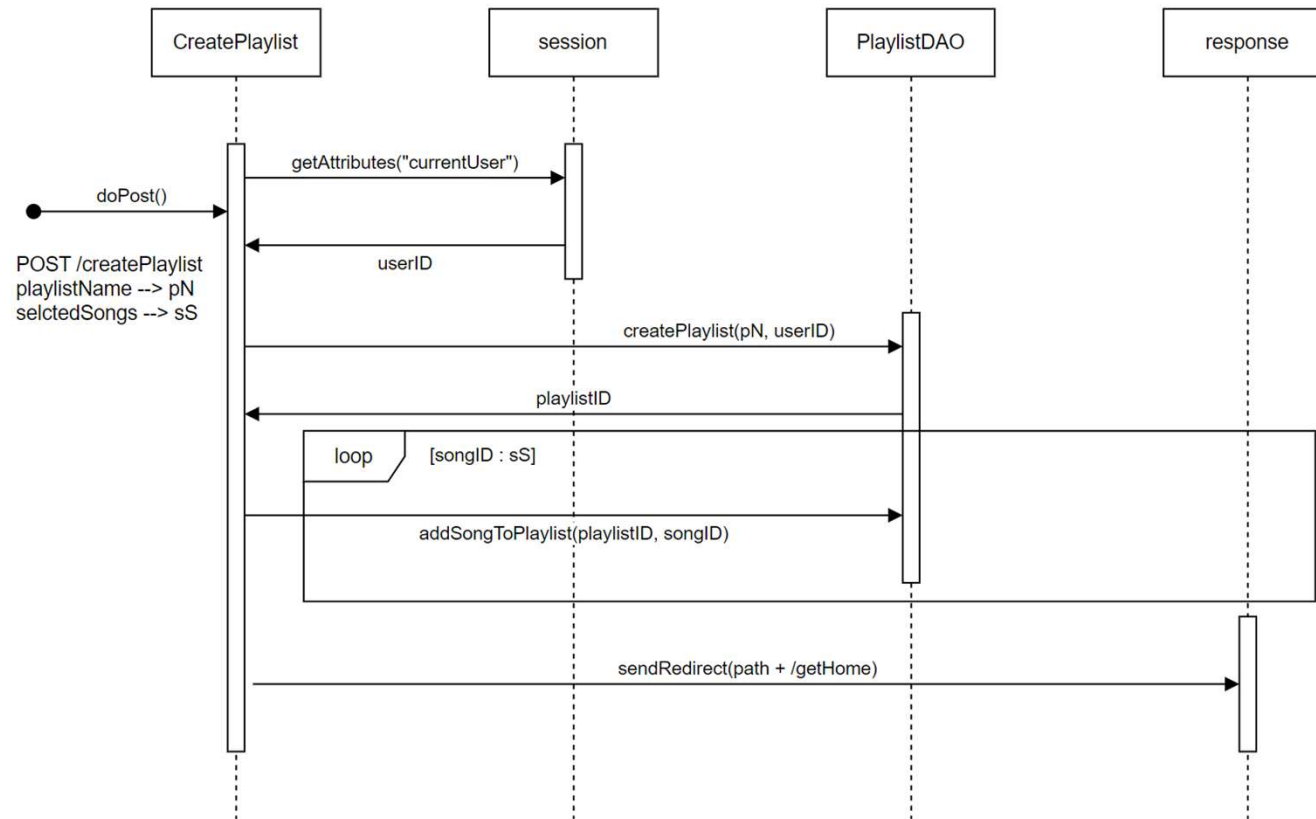 CreatePlaylist
session
PlaylistDAO
response
getAttributes("currentUser")
doPost()
userID
POST /createPlaylist
playlistName --> pN
selctedSongs --> sS
createPlaylist(pN, userID)
playlistID
loop
[songID : sS]
addSongToPlaylist(playlistID, songID)
sendRedirect(path + /getHome)